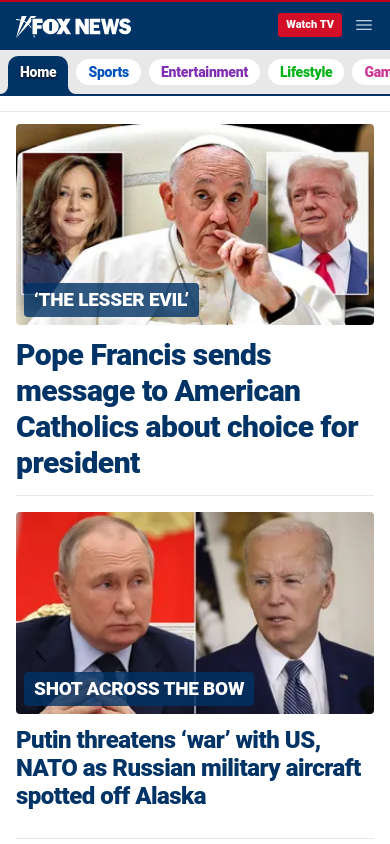 FOX NEWS
Watch TV
Home
Sports
Entertainment
Lifestyle
Gam
‘THE LESSER EVIL’
Pope Francis sends
message to American
Catholics about choice for
president
SHOT ACROSS THE BOW
Putin threatens ‘war’ with US,
NATO as Russian military aircraft
spotted off Alaska